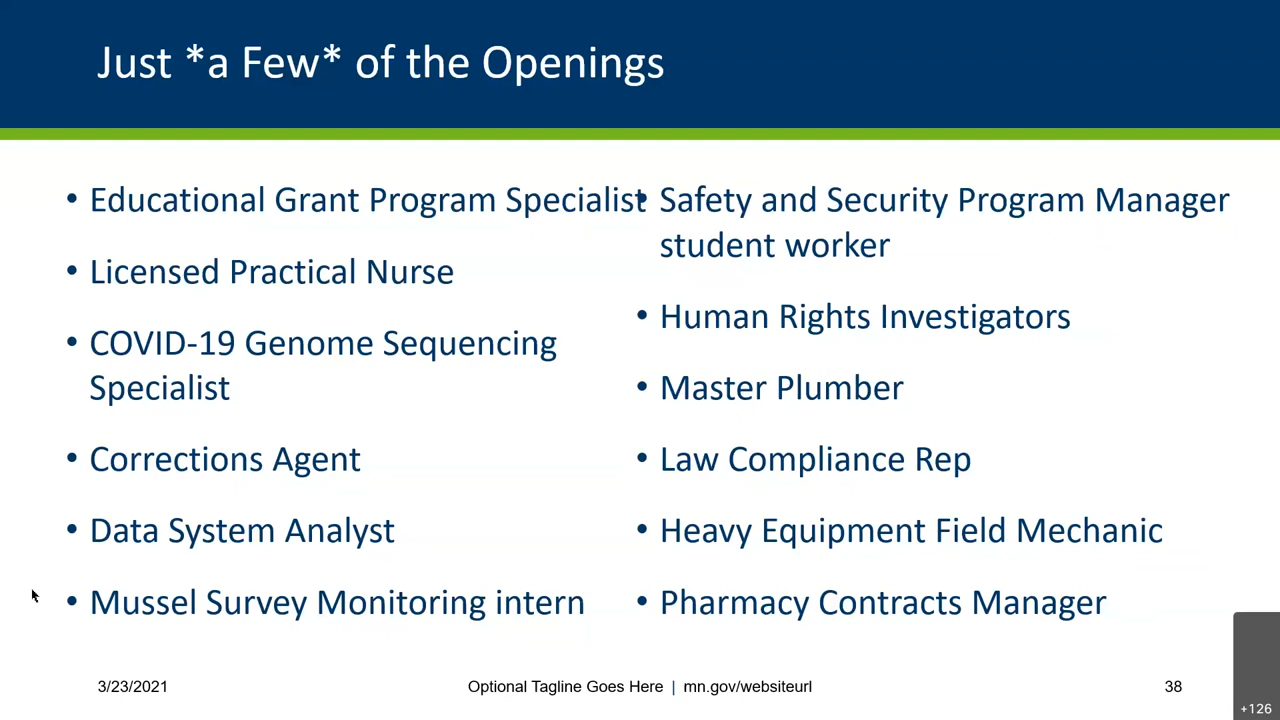 Just *a Few* of the Openings
• Educational Grant Program Specialist
• Licensed Practical Nurse
• COVID-19 Genome Sequencing
Specialist
• Corrections Agent
• Data System Analyst
• Mussel Survey Monitoring intern
• Safety and Security Program Manager
student worker
• Human Rights Investigators
• Master Plumber
• Law Compliance Rep
• Heavy Equipment Field Mechanic
• Pharmacy Contracts Manager
3/23/2021
Optional Tagline Goes Here | mn.gov/websiteurl
38
+126